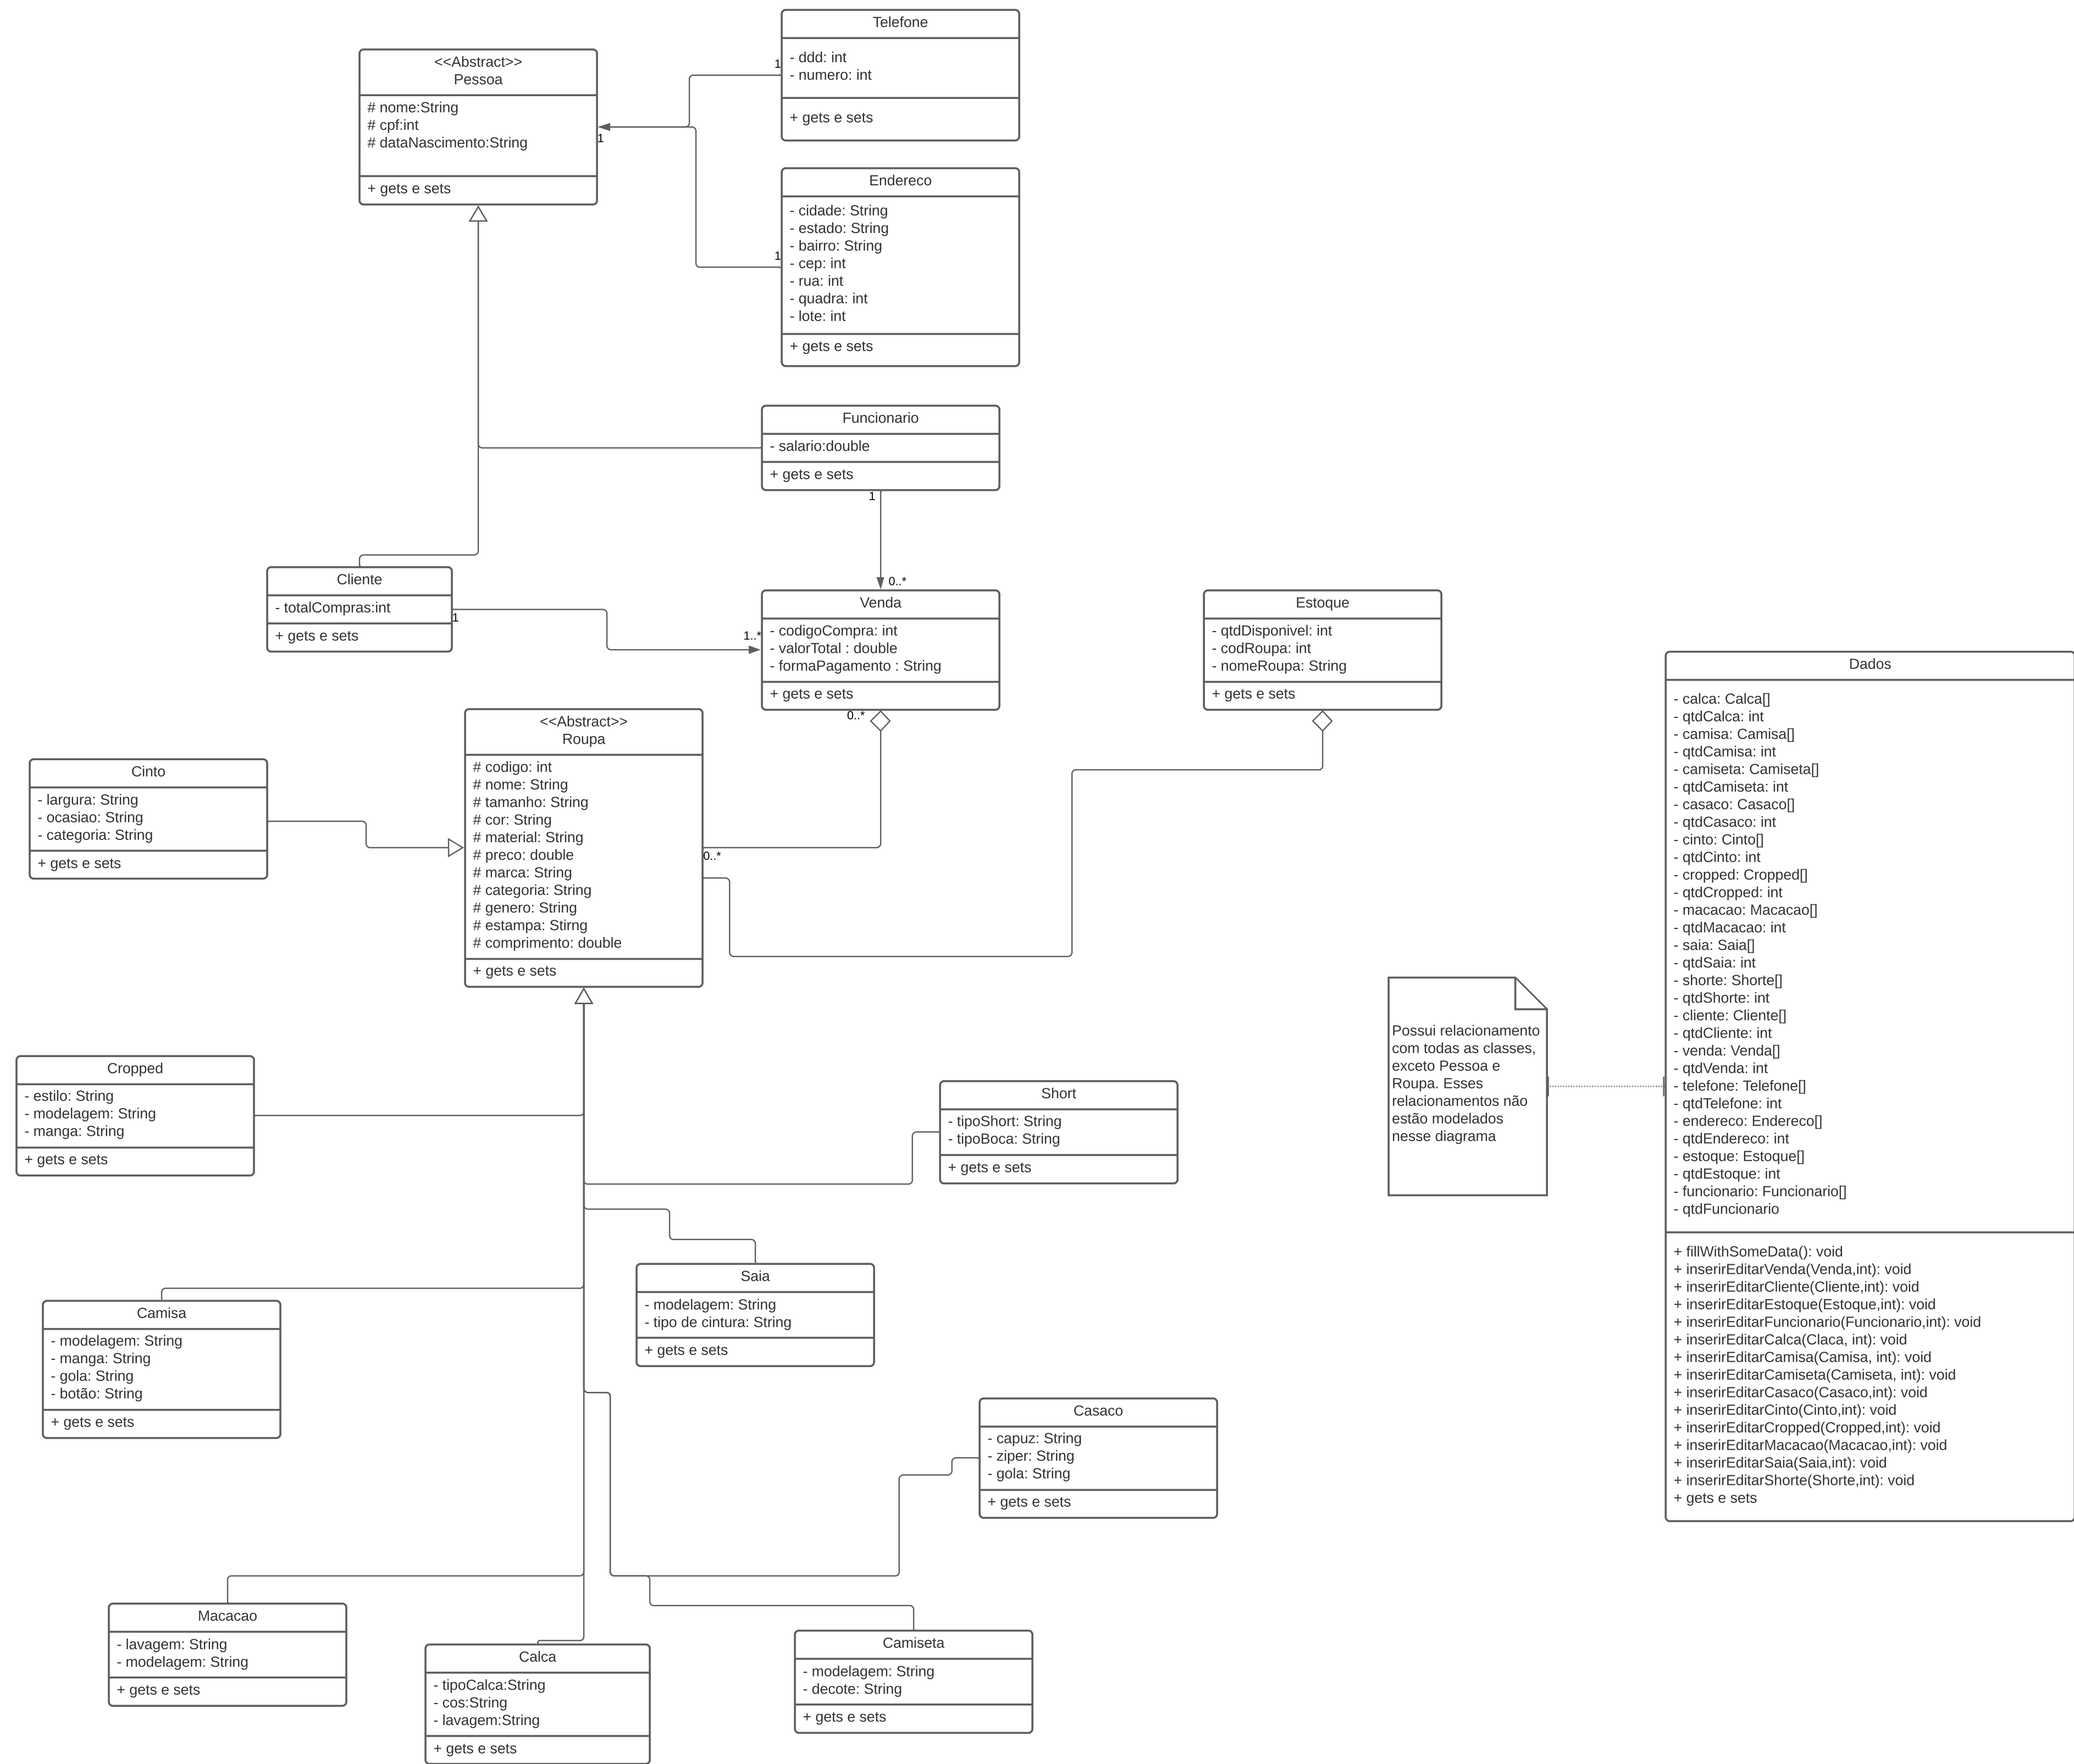 Telefone
- ddd: int
- numero: int
+ gets e sets
<<Abstract>>
Pessoa
# nome:String
# cpf:int
# dataNascimento:String
+ gets e sets
1
1
1
Endereco
- cidade: String
- estado: String
- bairro: String
- cep: int
- rua: int
- quadra: int
- lote: int
+ gets e sets
Funcionario
- salario:double
+ gets e sets
1
0..*
Cliente
- totalCompras:int
+ gets e sets
1
1..*
Venda
- codigoCompra: int
- valorTotal : double
- formaPagamento : String
+ gets e sets
0..*
Estoque
- qtdDisponivel: int
- codRoupa: int
- nomeRoupa: String
+ gets e sets
<<Abstract>>
Roupa
# codigo: int
# nome: String
# tamanho: String
# cor: String
# material: String
# preco: double
# marca: String
# categoria: String
# genero: String
# estampa: Stirng
# comprimento: double
+ gets e sets
0..*
Cinto
- largura: String
- ocasiao: String
- categoria: String
+ gets e sets
Cropped
- estilo: String
- modelagem: String
- manga: String
+ gets e sets
Short
- tipoShort: String
- tipoBoca: String
+ gets e sets
Saia
- modelagem: String
- tipo de cintura: String
+ gets e sets
Camisa
- modelagem: String
- manga: String
- gola: String
- botão: String
+ gets e sets
Casaco
- capuz: String
- ziper: String
- gola: String
+ gets e sets
Macacao
- lavagem: String
- modelagem: String
+ gets e sets
Calca
- tipoCalca:String
- cos:String
- lavagem:String
+ gets e sets
Camiseta
- modelagem: String
- decote: String
+ gets e sets
Possui relacionamento
com todas as classes,
exceto Pessoa e
Roupa. Esses
relacionamentos não
estão modelados
nesse diagrama
Dados
- calca: Calca[]
- qtdCalca: int
- camisa: Camisa[]
- qtdCamisa: int
- camiseta: Camiseta[]
- qtdCamiseta: int
- casaco: Casaco[]
- qtdCasaco: int
- cinto: Cinto[]
- qtdCinto: int
- cropped: Cropped[]
- qtdCropped: int
- macacao: Macacao[]
- qtdMacacao: int
- saia: Saia[]
- qtdSaia: int
- shorte: Shorte[]
- qtdShorte: int
- cliente: Cliente[]
- qtdCliente: int
- venda: Venda[]
- qtdVenda: int
- telefone: Telefone[]
- qtdTelefone: int
- endereco: Endereco[]
- qtdEndereco: int
- estoque: Estoque[]
- qtdEstoque: int
- funcionario: Funcionario[]
- qtdFuncionario
+ fillWithSomeData(): void
+ inserirEditarVenda(Venda,int): void
+ inserirEditarCliente(Cliente,int): void
+ inserirEditarEstoque(Estoque,int): void
+ inserirEditarFuncionario(Funcionario,int): void
+ inserirEditarCalca(Claca, int): void
+ inserirEditarCamisa(Camisa, int): void
+ inserirEditarCamiseta(Camiseta, int): void
+ inserirEditarCasaco(Casaco,int): void
+ inserirEditarCinto(Cinto,int): void
+ inserirEditarCropped(Cropped,int): void
+ inserirEditarMacacao(Macacao,int): void
+ inserirEditarSaia(Saia,int): void
+ inserirEditarShorte(Shorte,int): void
+ gets e sets